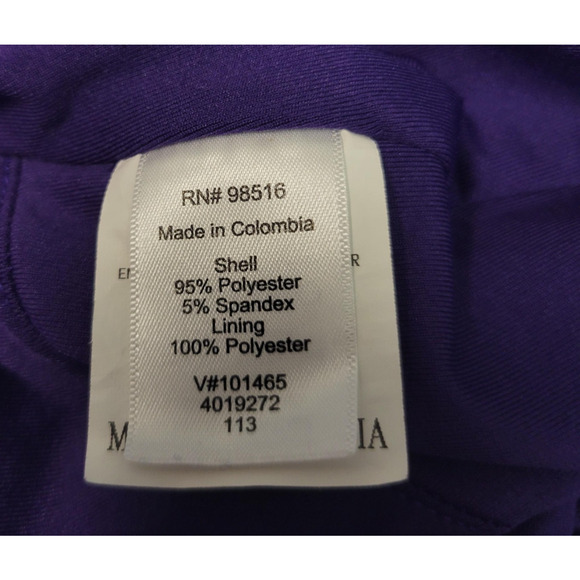 RN# 98516
Made in Colombia
Shell
95% Polyester
5% Spandex
Lining
100% Polyester
V#101465
4019272
113